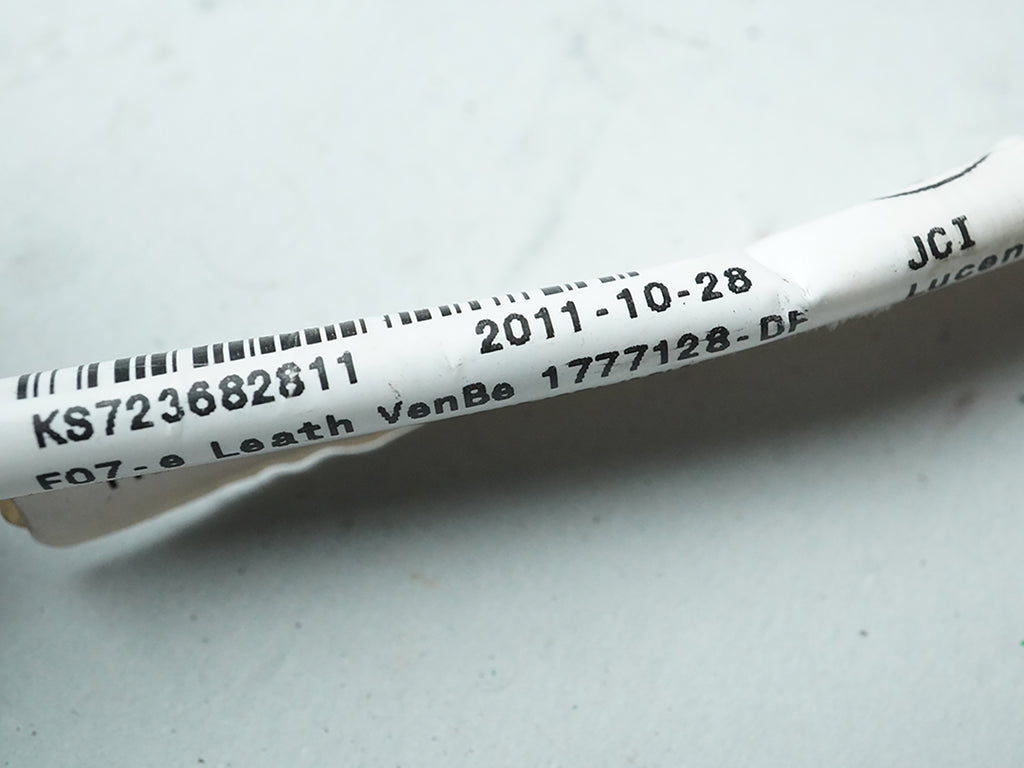 KS723682811 2011-10-28 JCI
F07-e Leath VenBe 1777128-DF